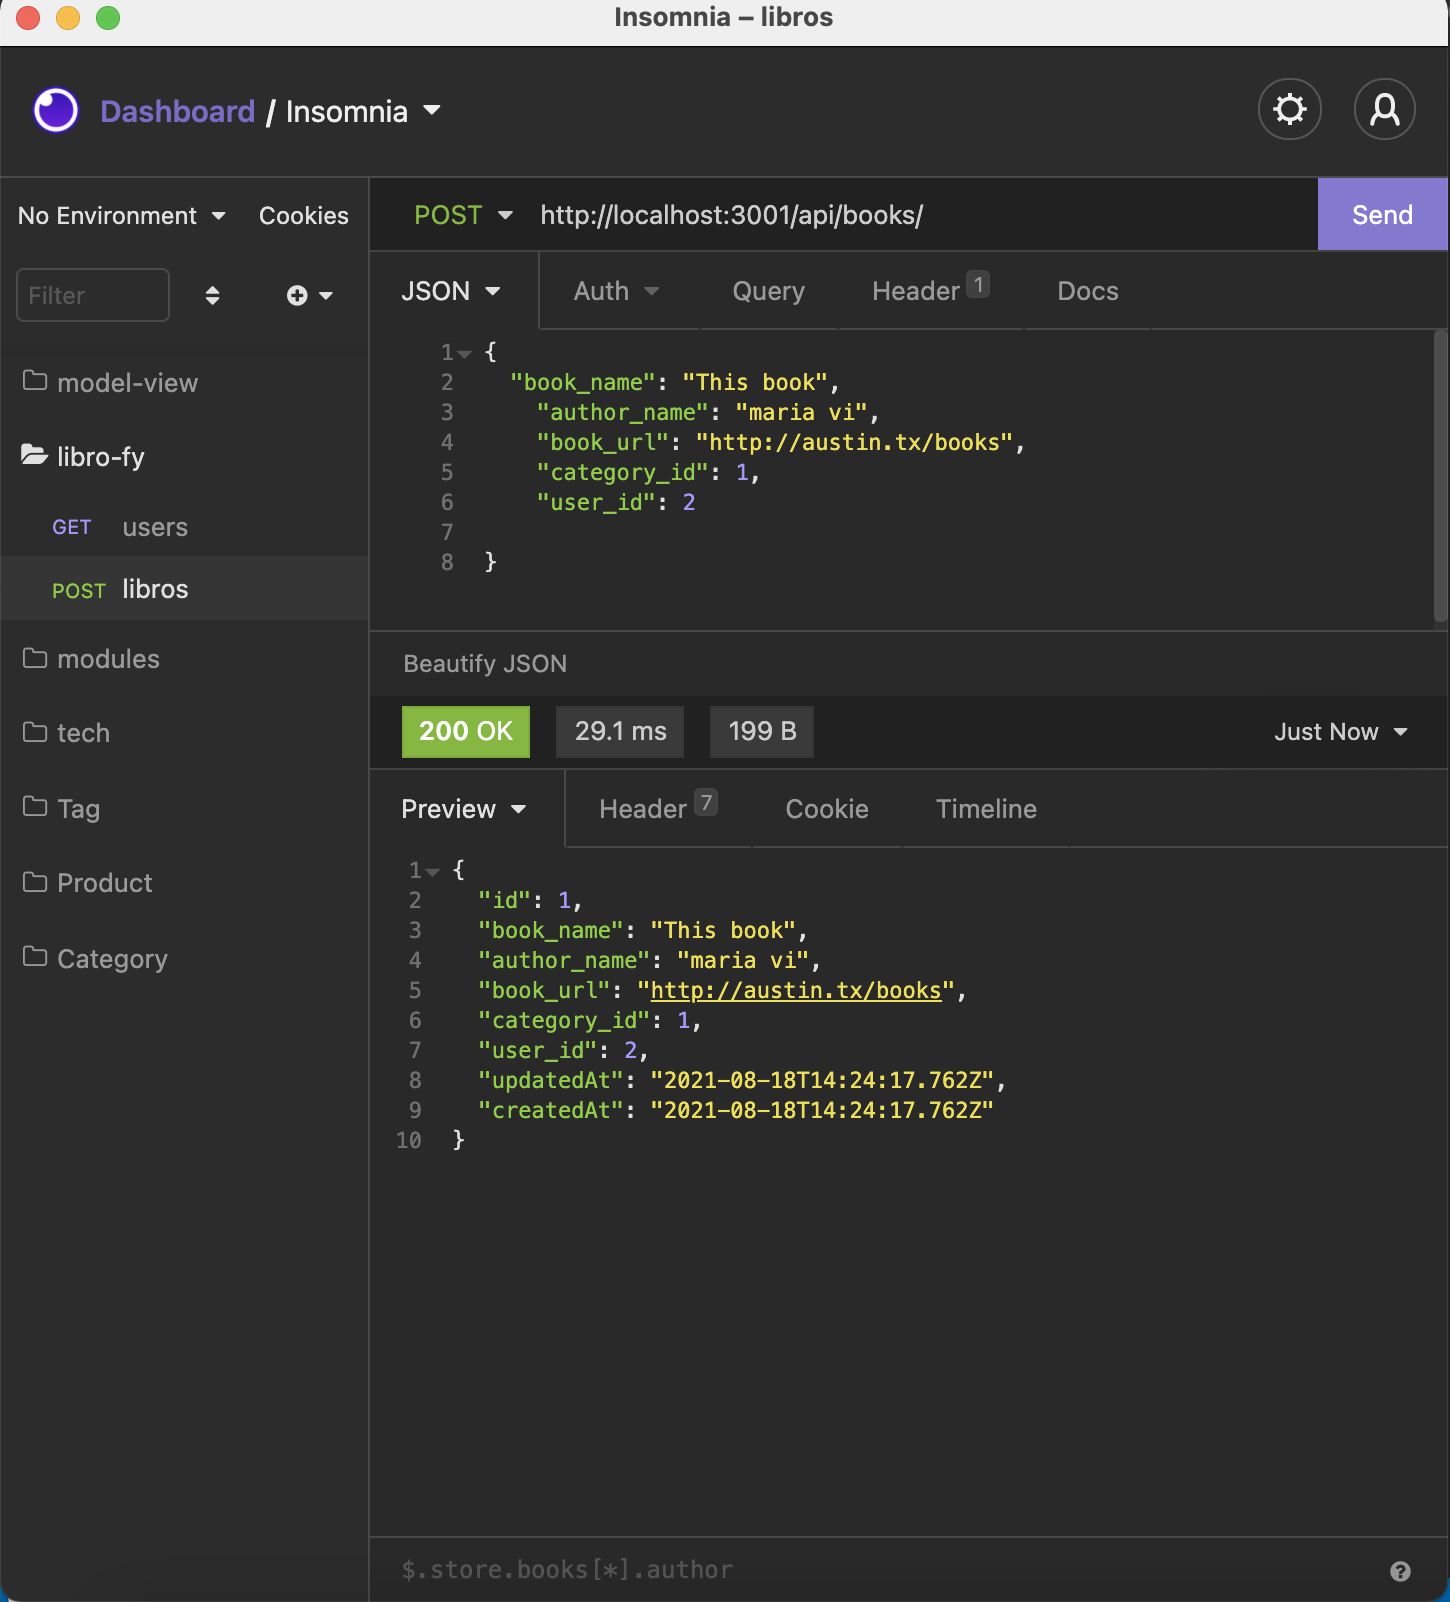 Insomnia – libros
Dashboard / Insomnia
No Environment Cookies
POST http://localhost:3001/api/books/ Send
Filter
JSON Auth Query Header 1 Docs
model-view
libro-fy
GET users
POST libros
modules
tech
Tag
Product
Category
1 {
2 "book_name": "This book",
3 "author_name": "maria vi",
4 "book_url": "http://austin.tx/books",
5 "category_id": 1,
6 "user_id": 2
7
8 }
Beautify JSON
200 OK 29.1 ms 199 B Just Now
Preview Header 7 Cookie Timeline
1 {
2 "id": 1,
3 "book_name": "This book",
4 "author_name": "maria vi",
5 "book_url": "http://austin.tx/books",
6 "category_id": 1,
7 "user_id": 2,
8 "updatedAt": "2021-08-18T14:24:17.762Z",
9 "createdAt": "2021-08-18T14:24:17.762Z"
10 }
$.store.books[*].author ?